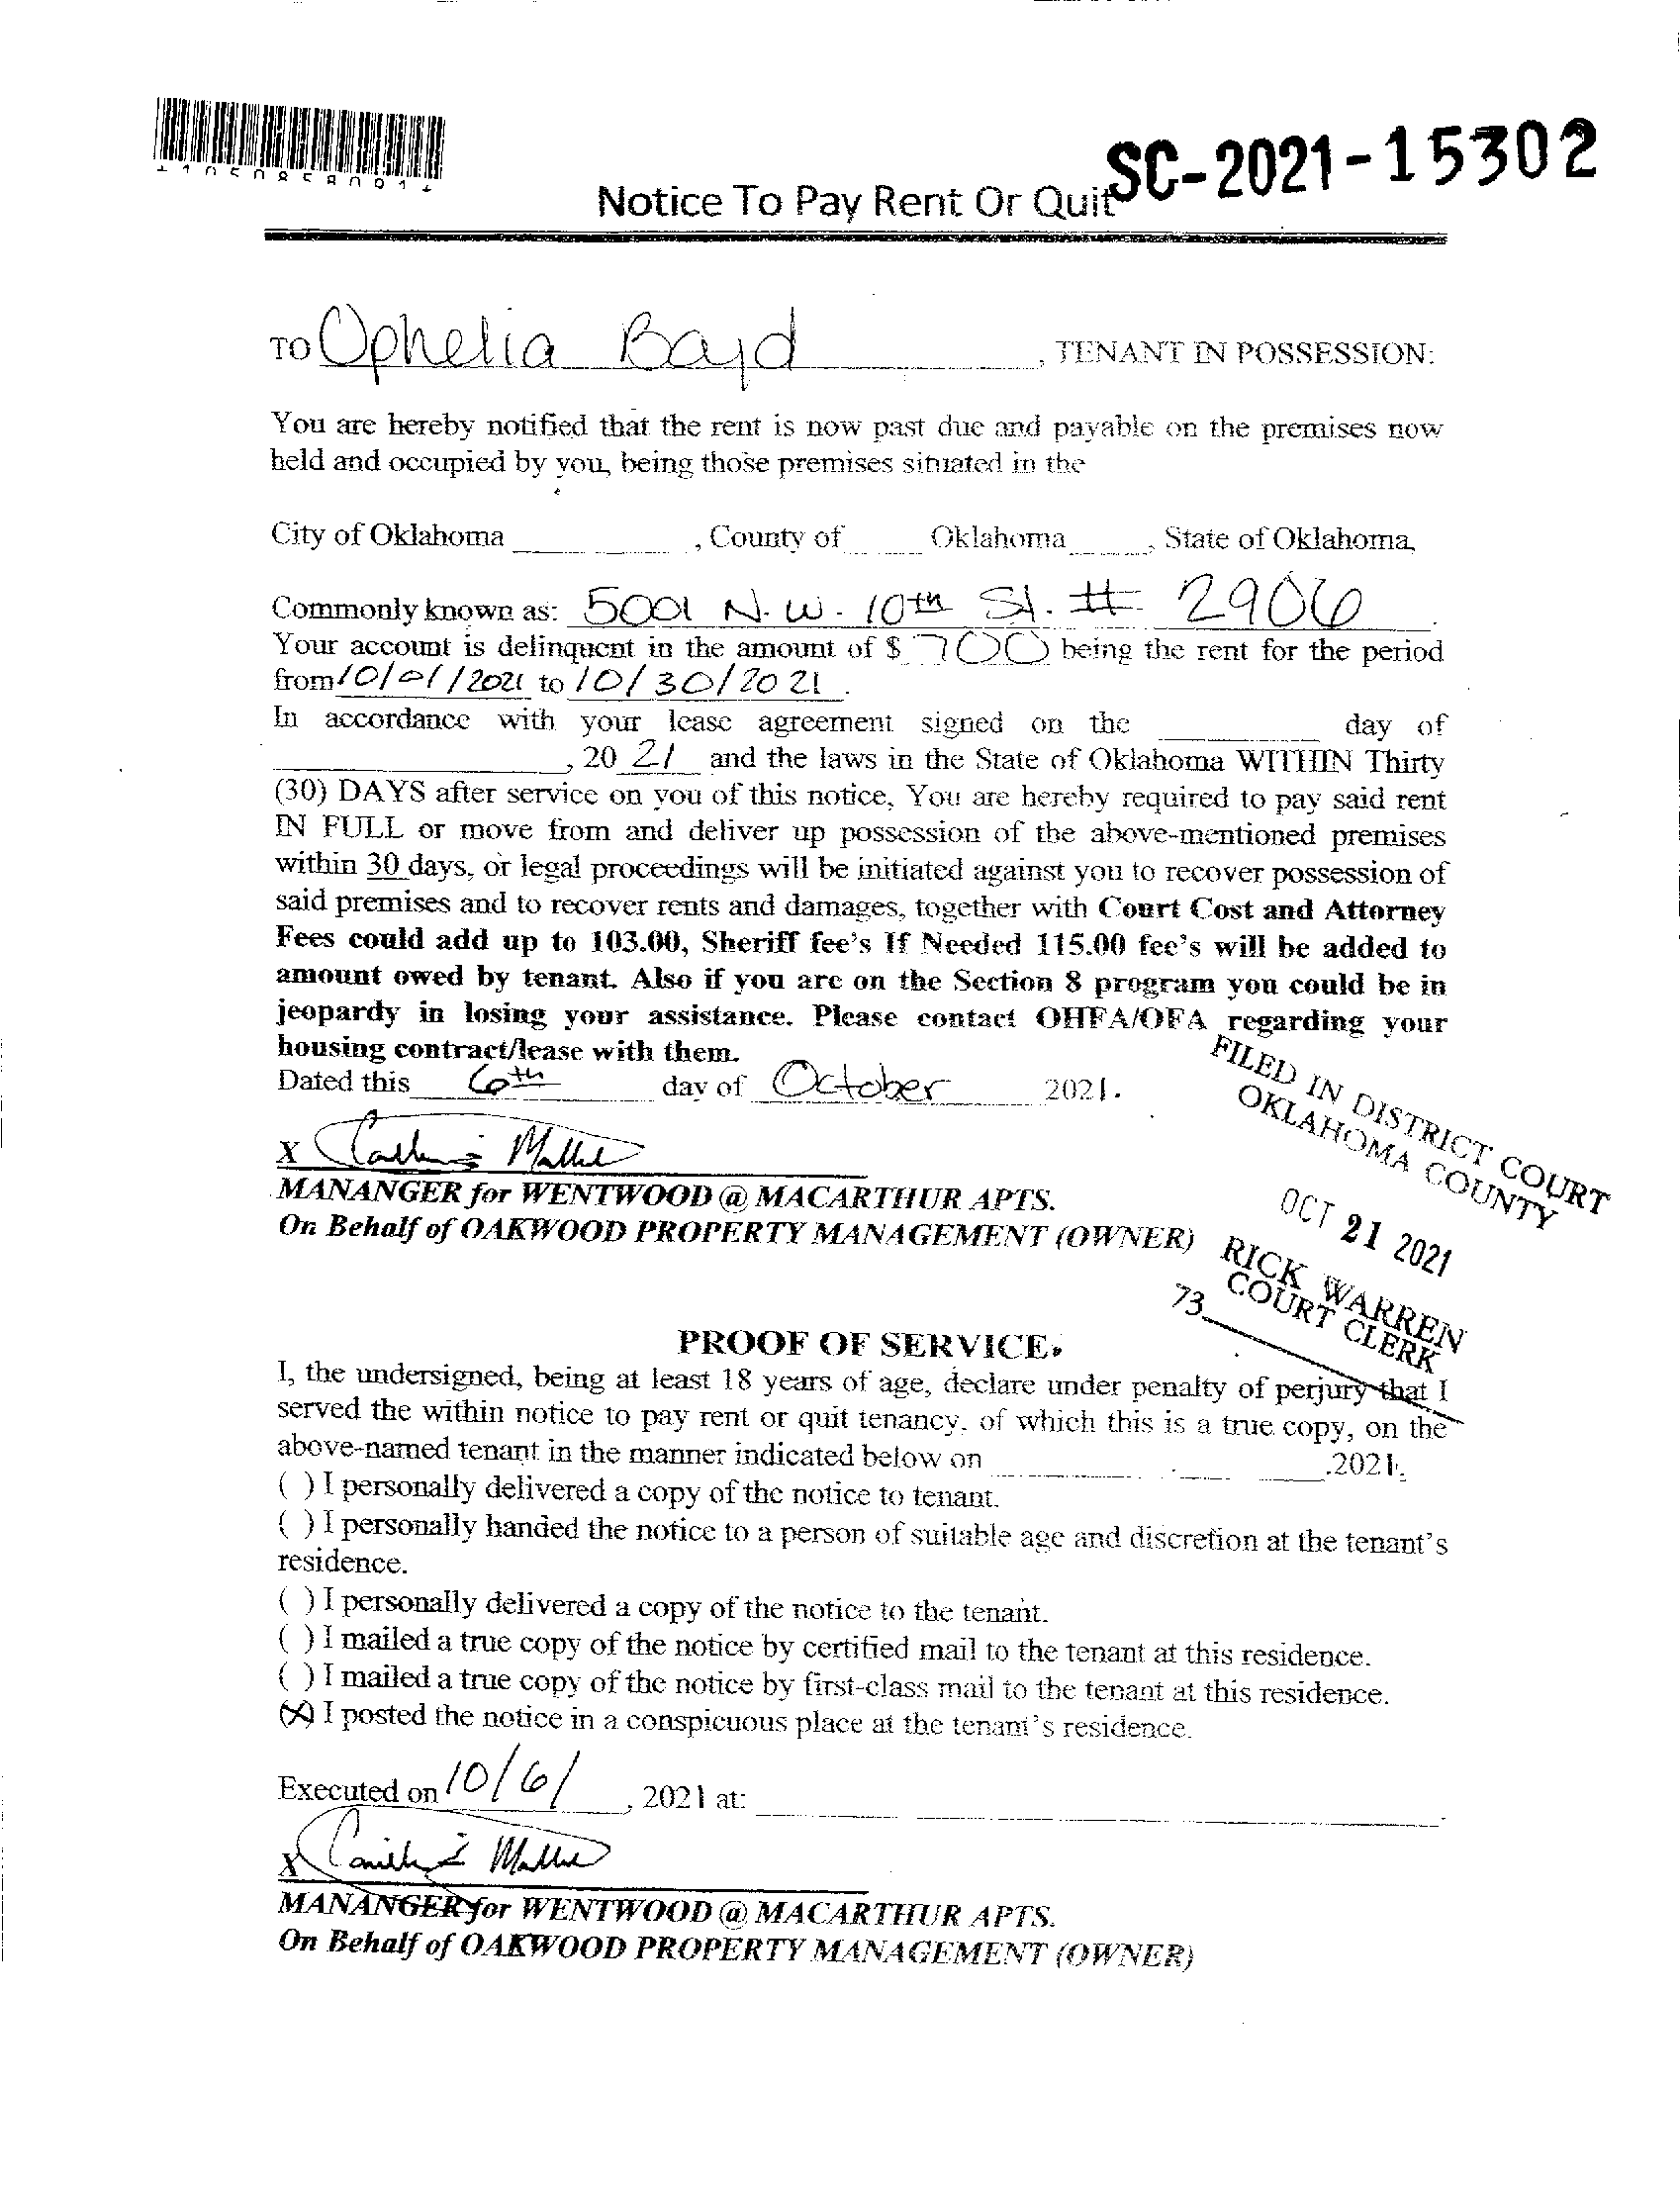 SC-2021-15302
Notice To Pay Rent Or Quit
TO Ophelia Bayd, TENANT IN POSSESSION:
You are hereby notified that the rent is now past due and payable on the premises now
held and occupied by you, being those premises situated in the
City of Oklahoma , County of Oklahoma , State of Oklahoma,
Commonly known as: 5001 N.W. 10th St. # 2906.
Your account is delinquent in the amount of $ 700 being the rent for the period
from 10/01/2021 to 10/30/2021.
In accordance with your lease agreement signed on the ____ day of
____, 20 21 and the laws in the State of Oklahoma WITHIN Thirty
(30) DAYS after service on you of this notice, You are hereby required to pay said rent
IN FULL or move from and deliver up possession of the above-mentioned premises
within 30 days, or legal proceedings will be initiated against you to recover possession of
said premises and to recover rents and damages, together with Court Cost and Attorney
Fees could add up to 103.00, Sheriff fee's If Needed 115.00 fee's will be added to
amount owed by tenant. Also if you are on the Section 8 program you could be in
jeopardy in losing your assistance. Please contact OHFA/OFA regarding your
housing contract/lease with them.
Dated this 6th day of October 2021.
FILED IN DISTRICT COURT
OKLAHOMA COUNTY
OCT 21 2021
RICK WARREN
COURT CLERK
73
X
MANANGER for WENTWOOD @ MACARTHUR APTS.
On Behalf of OAKWOOD PROPERTY MANAGEMENT (OWNER)
PROOF OF SERVICE.
I, the undersigned, being at least 18 years of age, declare under penalty of perjury that I
served the within notice to pay rent or quit tenancy, of which this is a true copy, on the
above-named tenant in the manner indicated below on ____.2021.
( ) I personally delivered a copy of the notice to tenant.
( ) I personally handed the notice to a person of suitable age and discretion at the tenant's
residence.
( ) I personally delivered a copy of the notice to the tenant.
( ) I mailed a true copy of the notice by certified mail to the tenant at this residence.
( ) I mailed a true copy of the notice by first-class mail to the tenant at this residence.
(X) I posted the notice in a conspicuous place at the tenant's residence.
Executed on 10/6/, 2021 at:
X
MANANGER for WENTWOOD @ MACARTHUR APTS.
On Behalf of OAKWOOD PROPERTY MANAGEMENT (OWNER)